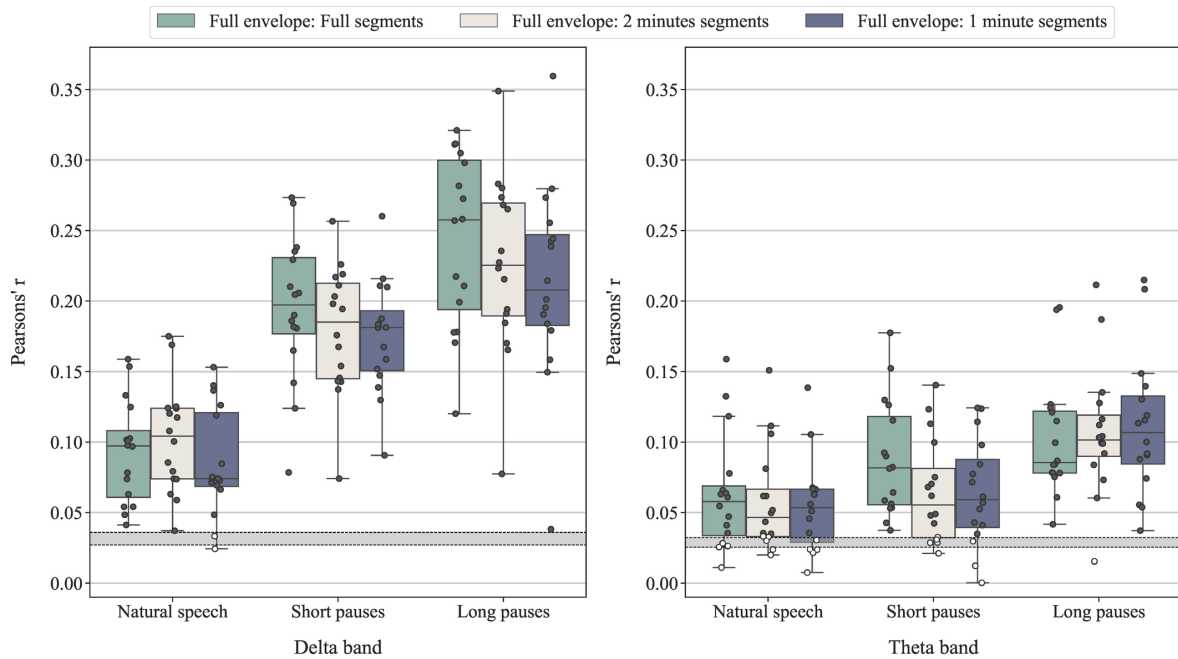 Full envelope: Full segments
Full envelope: 2 minutes segments
Full envelope: 1 minute segments
Pearsons' r
0.35
0.30
0.25
0.20
0.15
0.10
0.05
0.00
Natural speech
Short pauses
Long pauses
Delta band
Pearsons' r
0.35
0.30
0.25
0.20
0.15
0.10
0.05
0.00
Natural speech
Short pauses
Long pauses
Theta band